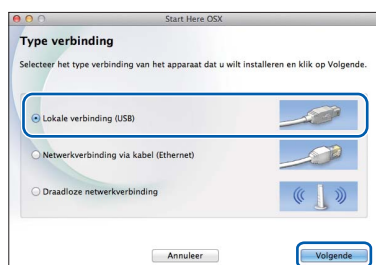 Start Here OSX
Type verbinding
Selecteer het type verbinding van het apparaat dat u wilt installeren en klik op Volgende.
Lokale verbinding (USB)
Netwerkverbinding via kabel (Ethernet)
Draadloze netwerkverbinding
Annuleer
Volgende